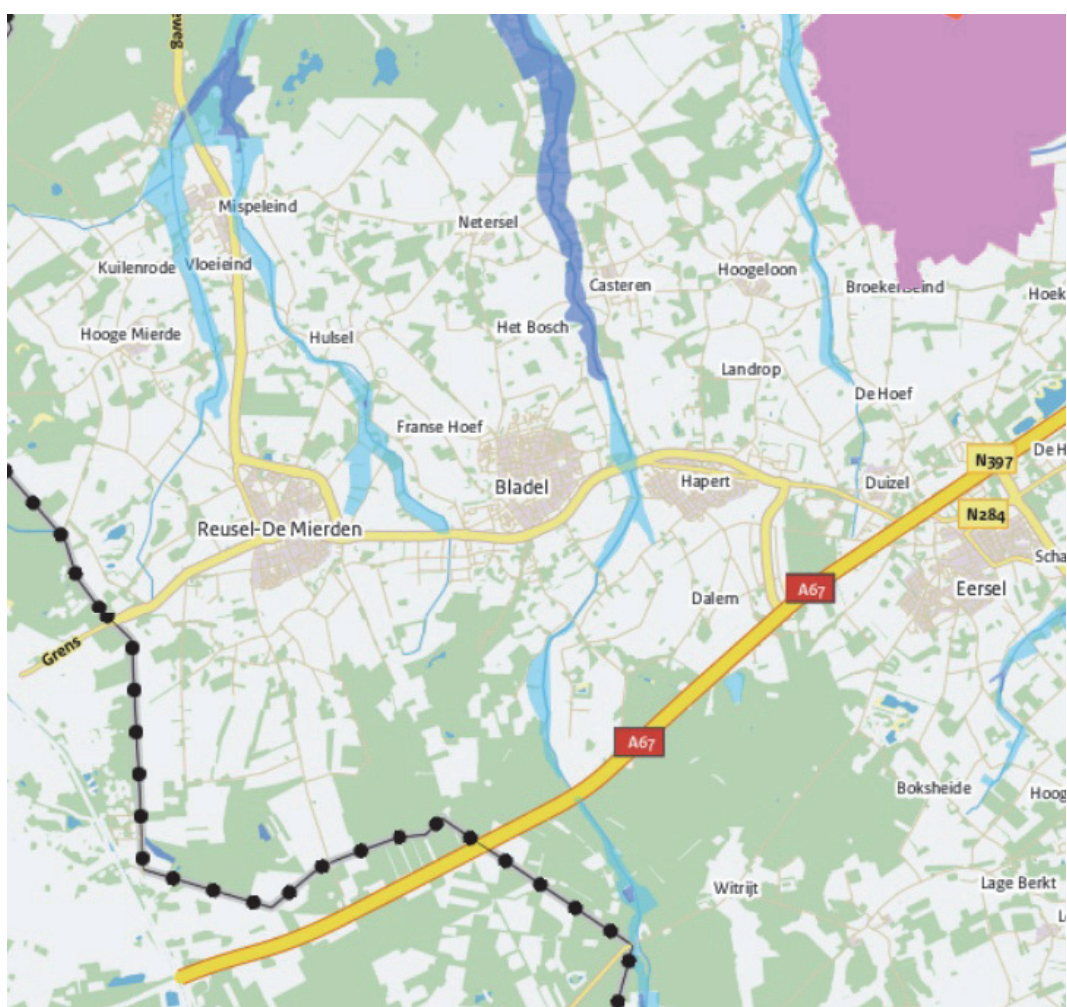 weg
Mispeleind
Netersel
Kuilenrode
Vloeieind
Hoogeloon
Casteren
Broekeneind
Hoek
Hooge Mierde
Hulsel
Het Bosch
Landrop
De Hoef
Franse Hoef
N397
De H
Bladel
Hapert
Duizel
Reusel-De Mierden
N284
Scha
A67
Eersel
Dalem
Grens
A67
Boksheide
Hoog
Witrijt
Lage Berkt